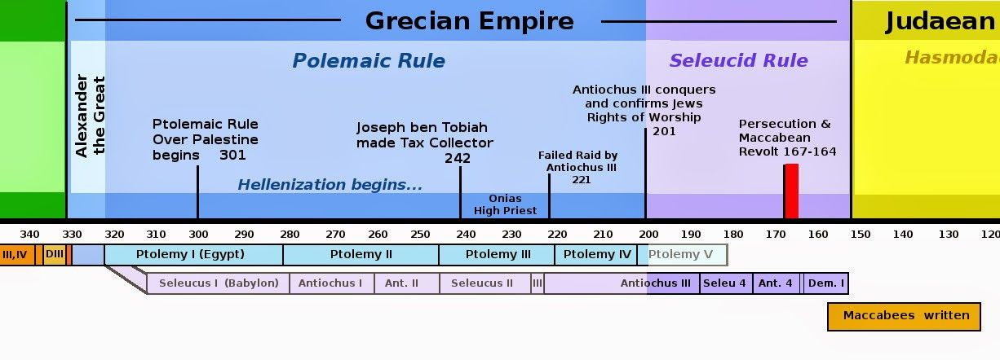 Grecian Empire
Judaean
Polemaic Rule
Seleucid Rule
Hasmoda
Alexander
the Great
Ptolemaic Rule
Over Palestine
begins 301
Hellenization begins...
Joseph ben Tobiah
made Tax Collector
242
Onias
High Priest
Failed Raid by
Antiochus III
221
Antiochus III conquers
and confirms Jews
Rights of Worship
201
Persecution &
Maccabean
Revolt 167-164
340 330 320 310 300 290 280 270 260 250 240 230 220 210 200 190 180 170 160 150 140 130 120
III,IV DIII Ptolemy I (Egypt) Ptolemy II Ptolemy III Ptolemy IV Ptolemy V
Seleucus I (Babylon) Antiochus I Ant. II Seleucus II III Antiochus III Seleu 4 Ant. 4 Dem. I
Maccabees written